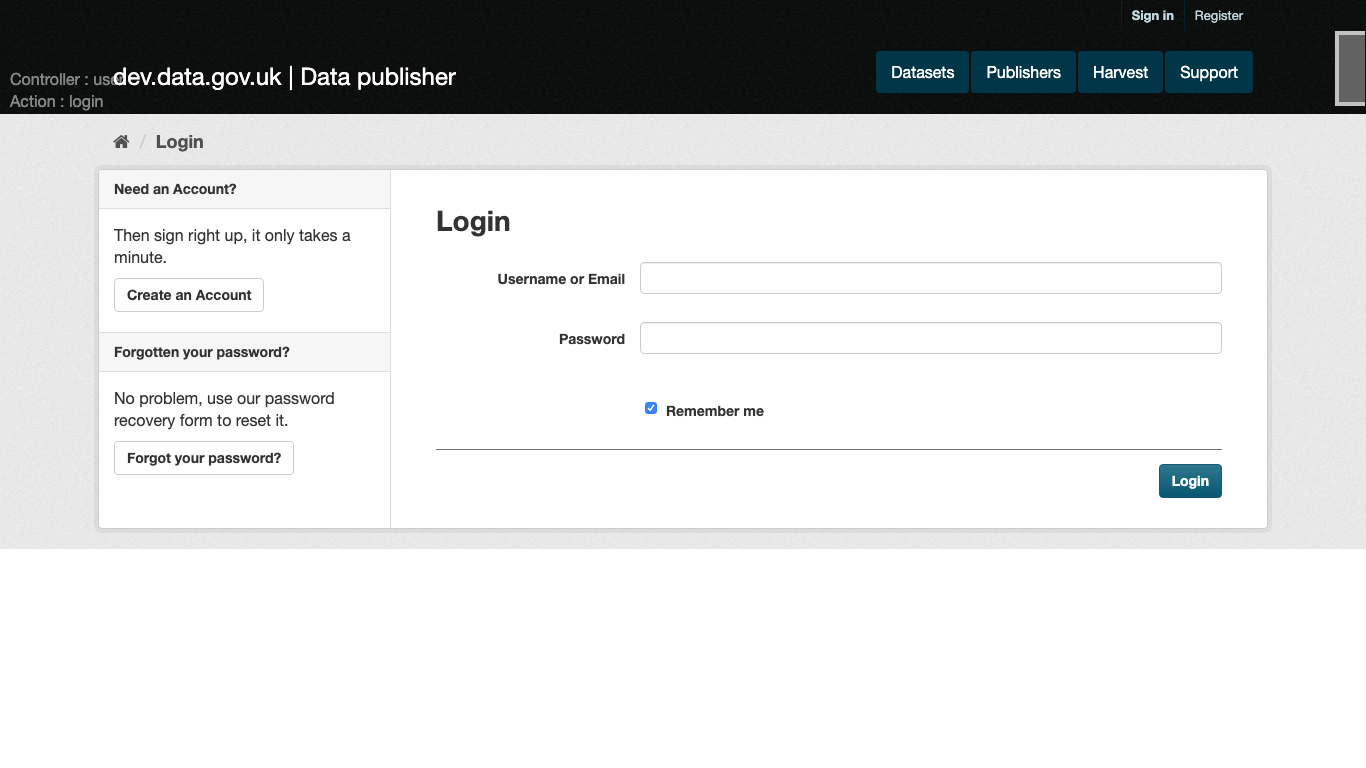 Sign in Register
Controller : user
dev.data.gov.uk | Data publisher
Datasets Publishers Harvest Support
Action : login
/ Login
Need an Account?
Then sign right up, it only takes a
minute.
Create an Account
Forgotten your password?
No problem, use our password
recovery form to reset it.
Forgot your password?
Login
Username or Email
Password
Remember me
Login